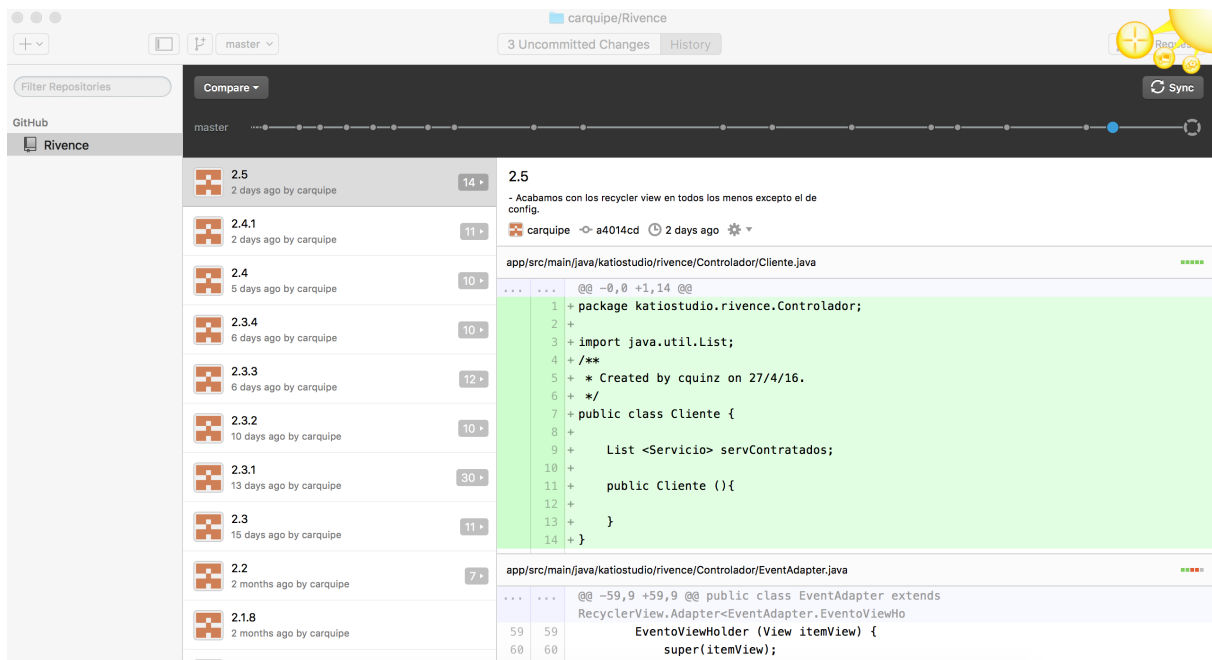 carquipe/Rivence
master
3 Uncommitted Changes
History
Filter Repositories
Compare
Sync
GitHub
Rivence
master
2.5
2 days ago by carquipe
14
2.4.1
2 days ago by carquipe
11
2.4
5 days ago by carquipe
10
2.3.4
6 days ago by carquipe
10
2.3.3
6 days ago by carquipe
12
2.3.2
10 days ago by carquipe
10
2.3.1
13 days ago by carquipe
30
2.3
15 days ago by carquipe
11
2.2
2 months ago by carquipe
7
2.1.8
2 months ago by carquipe
2.5
- Acabamos con los recycler view en todos los menos excepto el de
config.
carquipe a4014cd 2 days ago
app/src/main/java/katiostudio/rivence/Controlador/Cliente.java
... ... @@ -0,0 +1,14 @@
1 + package katiostudio.rivence.Controlador;
2 +
3 + import java.util.List;
4 + /**
5 + * Created by cquinz on 27/4/16.
6 + */
7 + public class Cliente {
8 +
9 + List <Servicio> servContratados;
10 +
11 + public Cliente (){
12 +
13 + }
14 + }
app/src/main/java/katiostudio/rivence/Controlador/EventAdapter.java
... ... @@ -59,9 +59,9 @@ public class EventAdapter extends
RecyclerView.Adapter<EventAdapter.EventoViewHo
59 59 EventoViewHolder (View itemView) {
60 60 super(itemView);